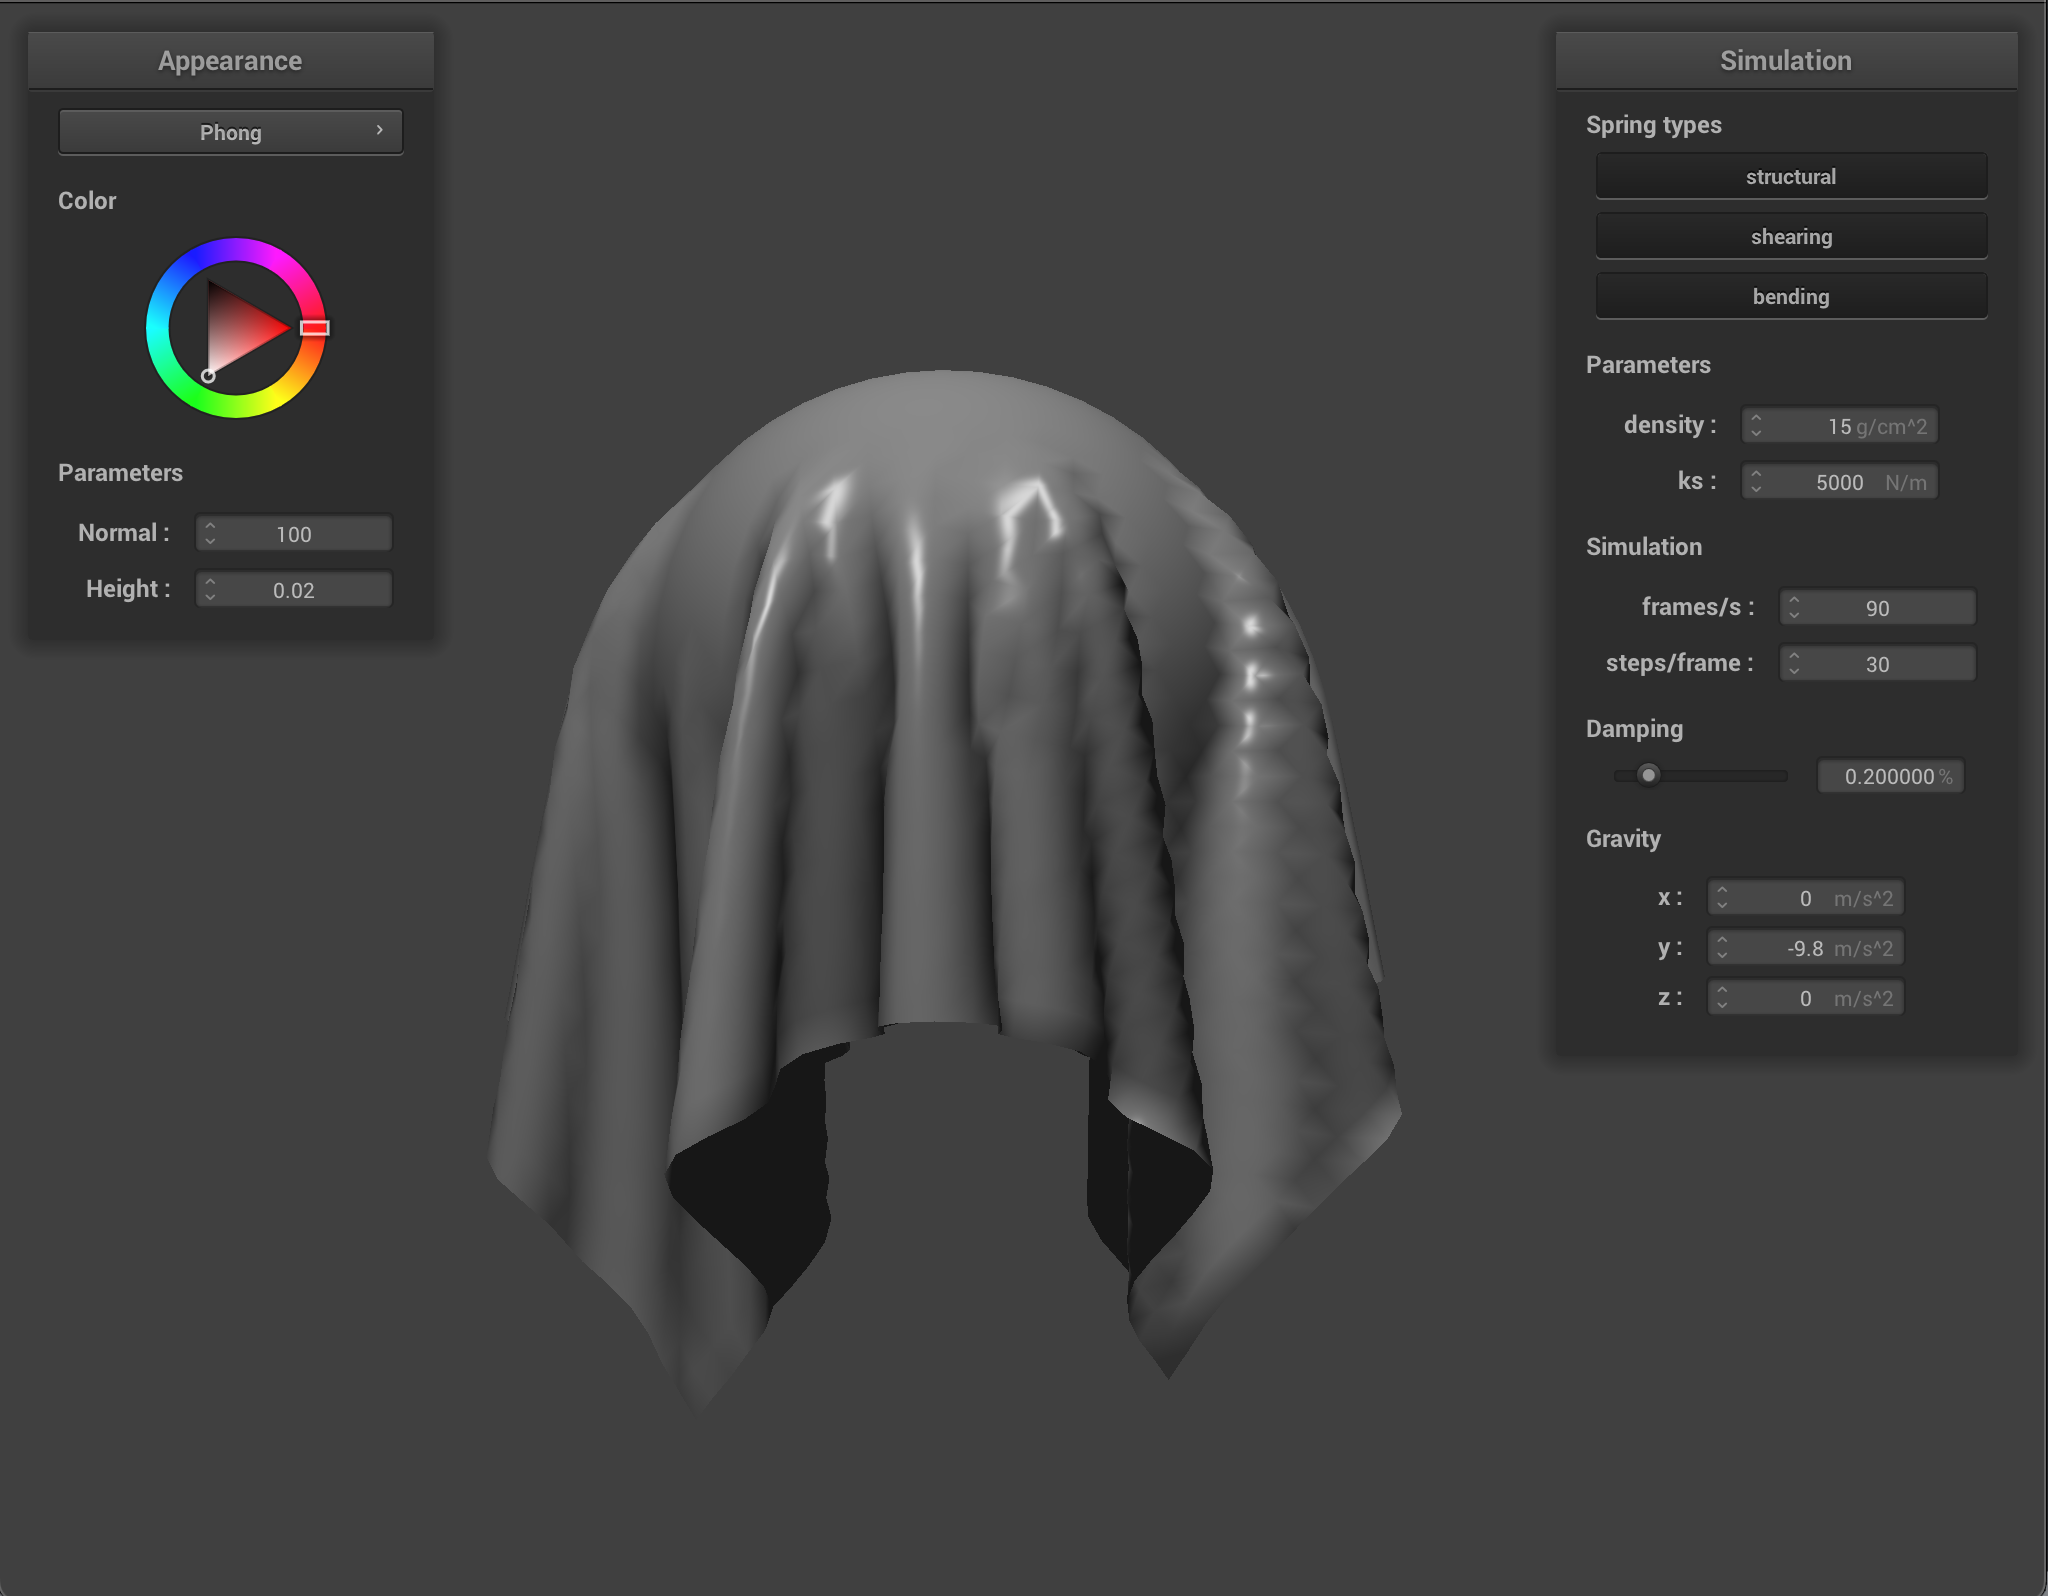 Appearance
Phong
Color
Parameters
Normal : 100
Height : 0.02
Simulation
Spring types
structural
shearing
bending
Parameters
density : 15 g/cm^2
ks : 5000 N/m
Simulation
frames/s : 90
steps/frame : 30
Damping
0.200000 %
Gravity
x : 0 m/s^2
y : -9.8 m/s^2
z : 0 m/s^2